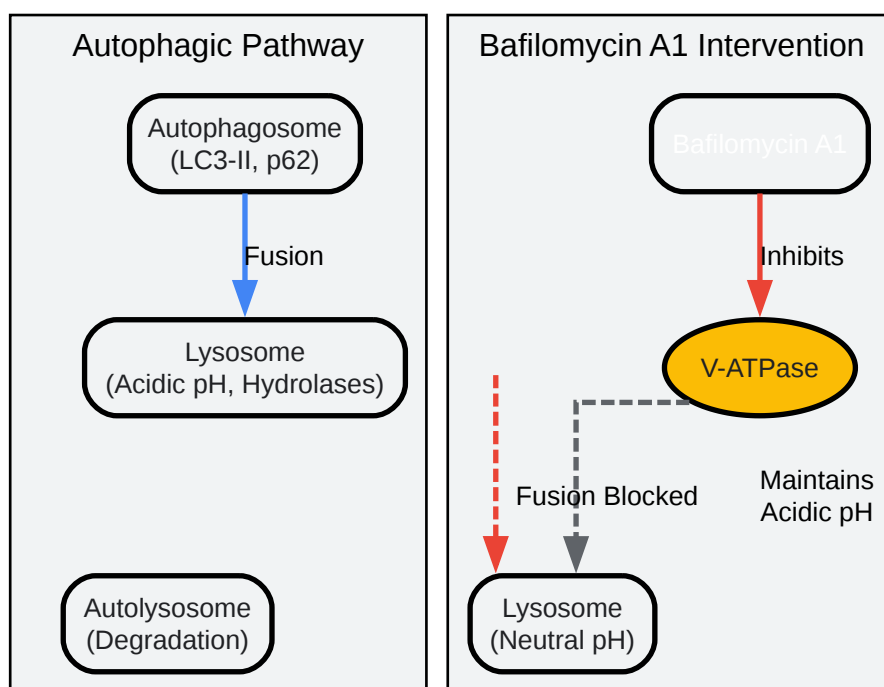 Autophagic Pathway
Autophagosome
(LC3-II, p62)
Fusion
Lysosome
(Acidic pH, Hydrolases)
Autolysosome
(Degradation)
Bafilomycin A1 Intervention
Bafilomycin A1
Inhibits
V-ATPase
Maintains
Acidic pH
Fusion Blocked
Lysosome
(Neutral pH)